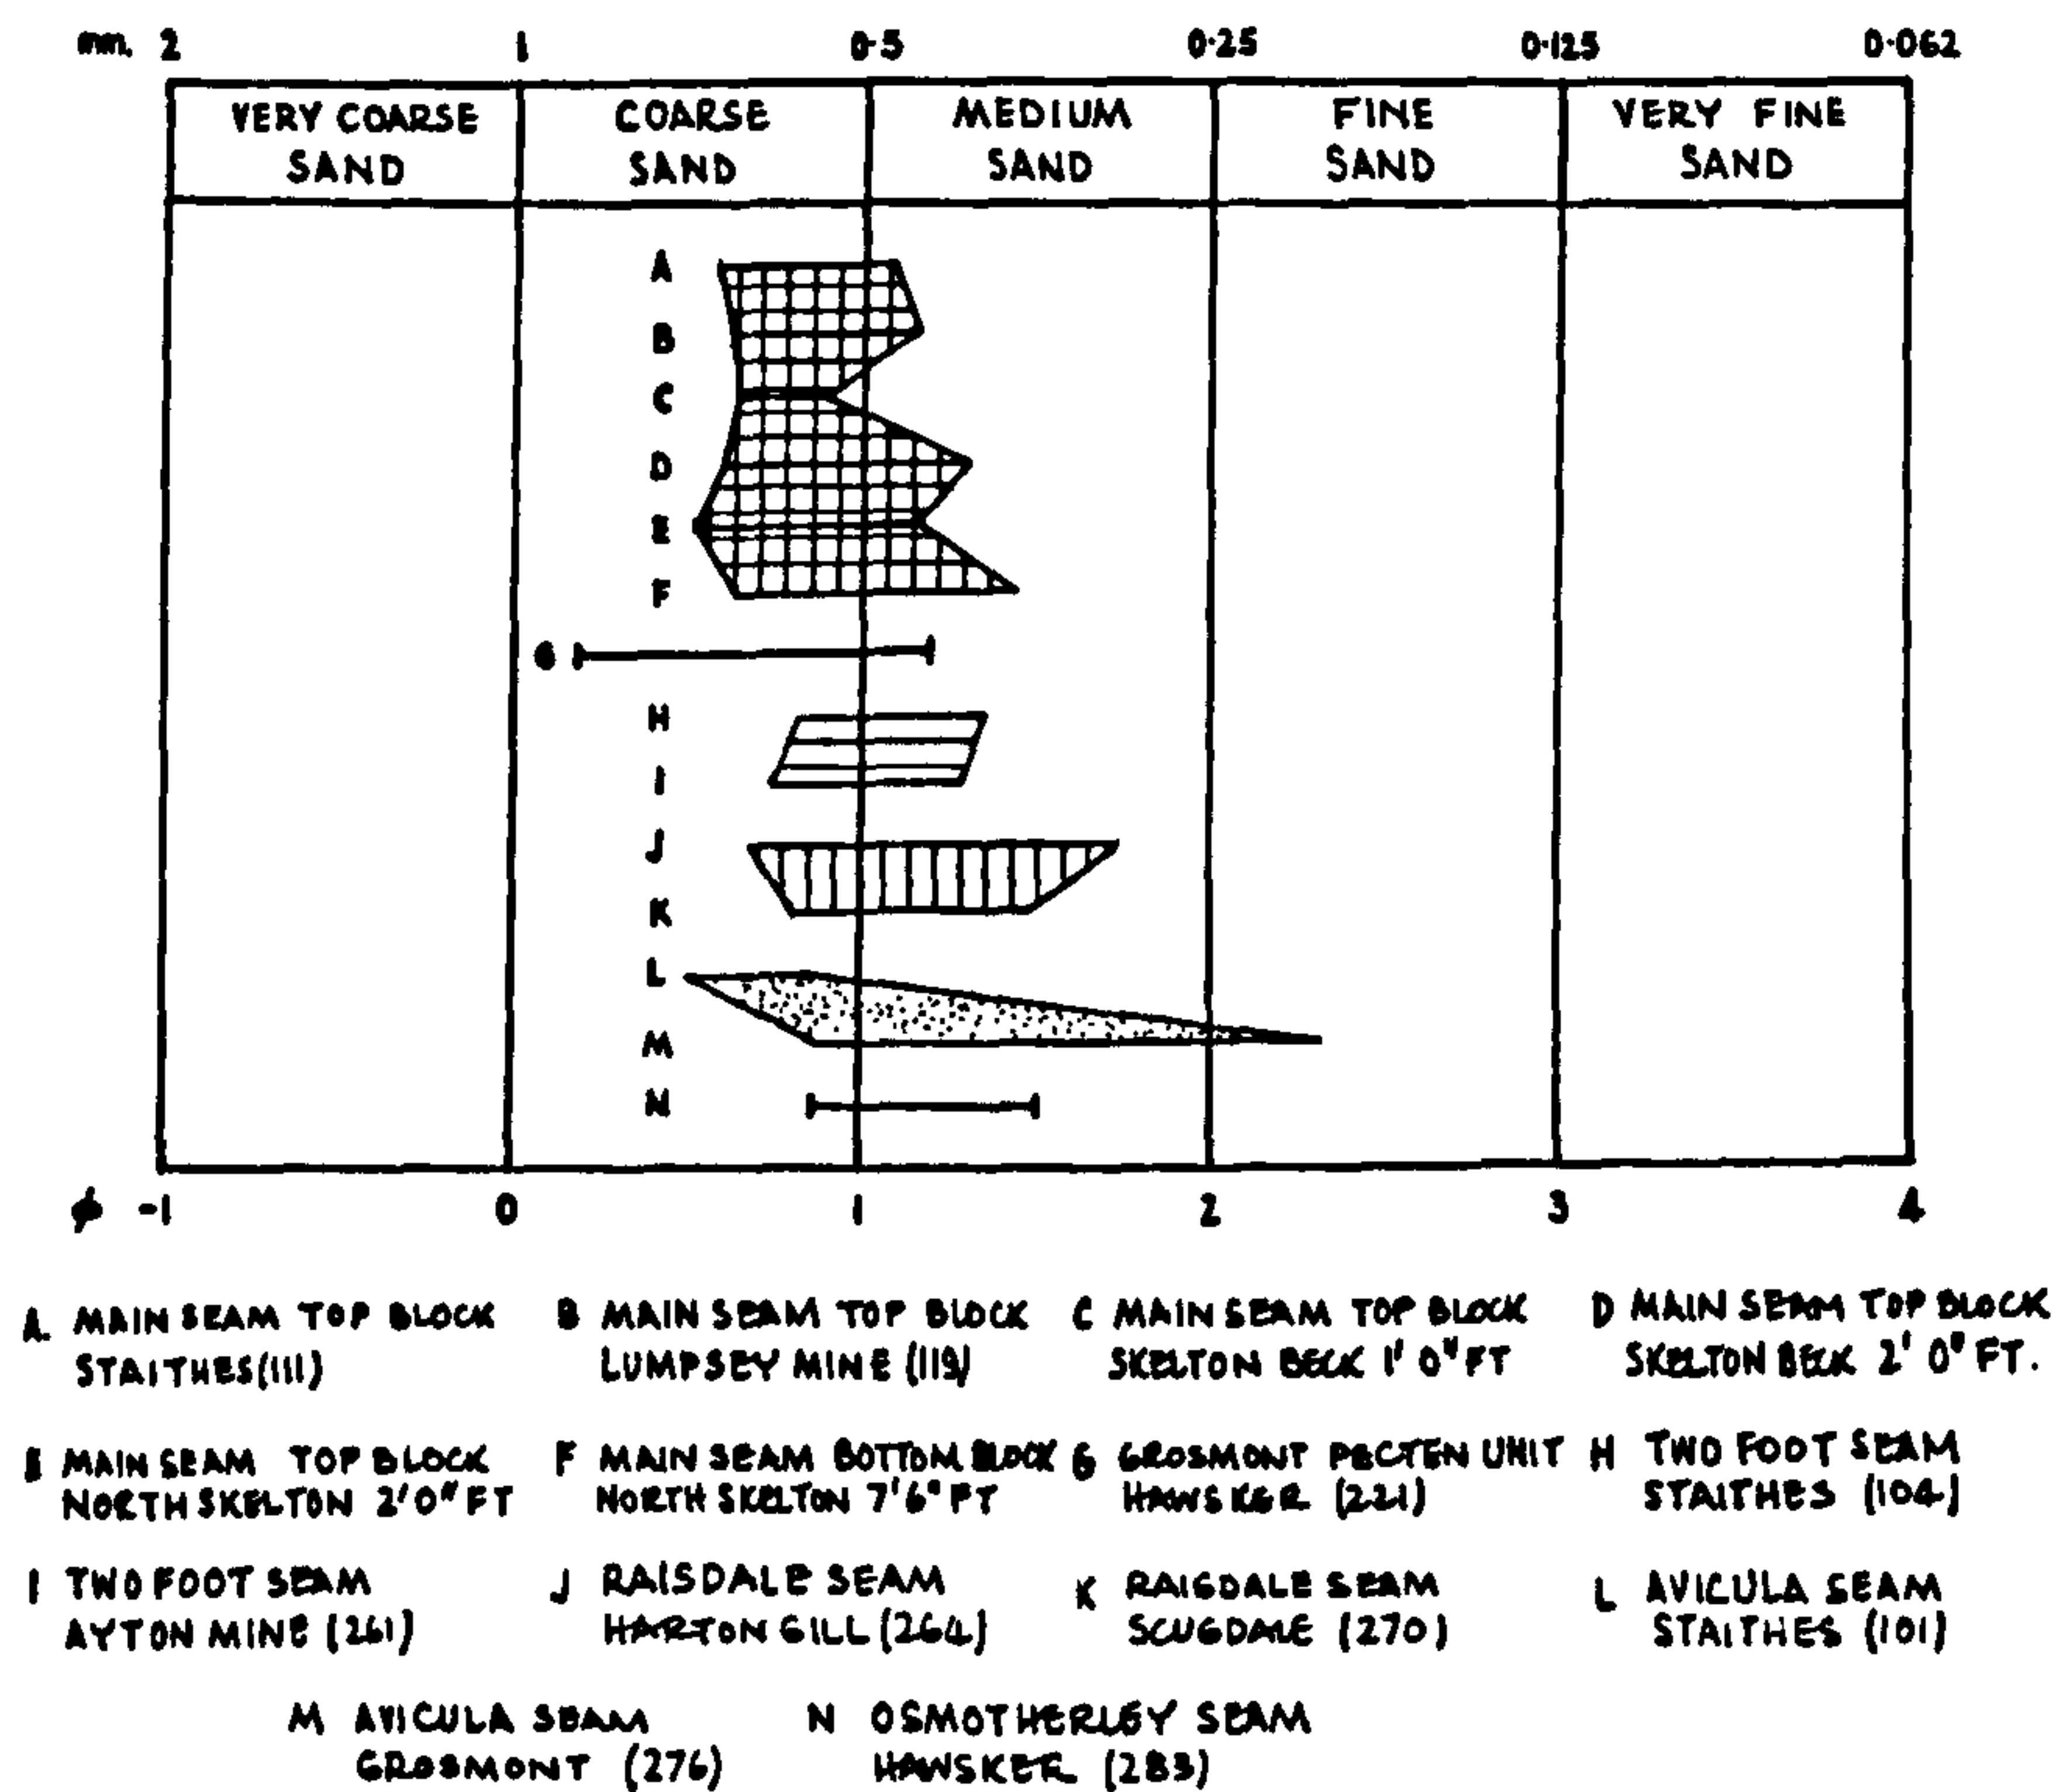 mm. 2 1 0·5 0·25 0·125 0·062
VERY COARSE SAND
COARSE SAND
MEDIUM SAND
FINE SAND
VERY FINE SAND
A
B
C
D
E
F
G
H
I
J
K
L
M
N
ϕ -1 0 1 2 3 4
A MAIN SEAM TOP BLOCK
STAITHES (111)
B MAIN SEAM TOP BLOCK
LUMPSEY MINE (119)
C MAIN SEAM TOP BLOCK
SKELTON BECK 1' 0" FT
D MAIN SEAM TOP BLOCK
SKELTON BECK 2' 0" FT.
E MAIN SEAM TOP BLOCK
NORTH SKELTON 2' 0" FT
F MAIN SEAM BOTTOM BLOCK
NORTH SKELTON 7' 6" FT
G GROSMONT PECTEN UNIT
HAWSKER (221)
H TWO FOOT SEAM
STAITHES (104)
I TWO FOOT SEAM
AYTON MINE (261)
J RAISDALE SEAM
HARTON GILL (264)
K RAISDALE SEAM
SCUGDALE (270)
L AVICULA SEAM
STAITHES (101)
M AVICULA SEAM
GROSMONT (276)
N OSMOTHERLEY SEAM
HAWSKER (283)